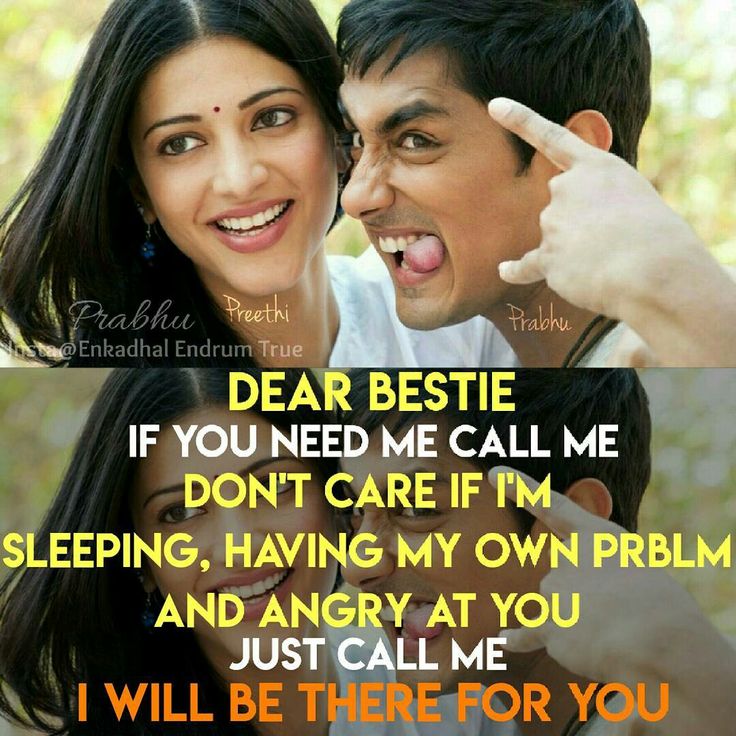 Prabhu
Preethi
Prabhu
Insta@Enkadhal Endrum True
DEAR BESTIE
IF YOU NEED ME CALL ME
DON'T CARE IF I'M
SLEEPING, HAVING MY OWN PRBLM
AND ANGRY AT YOU
JUST CALL ME
I WILL BE THERE FOR YOU